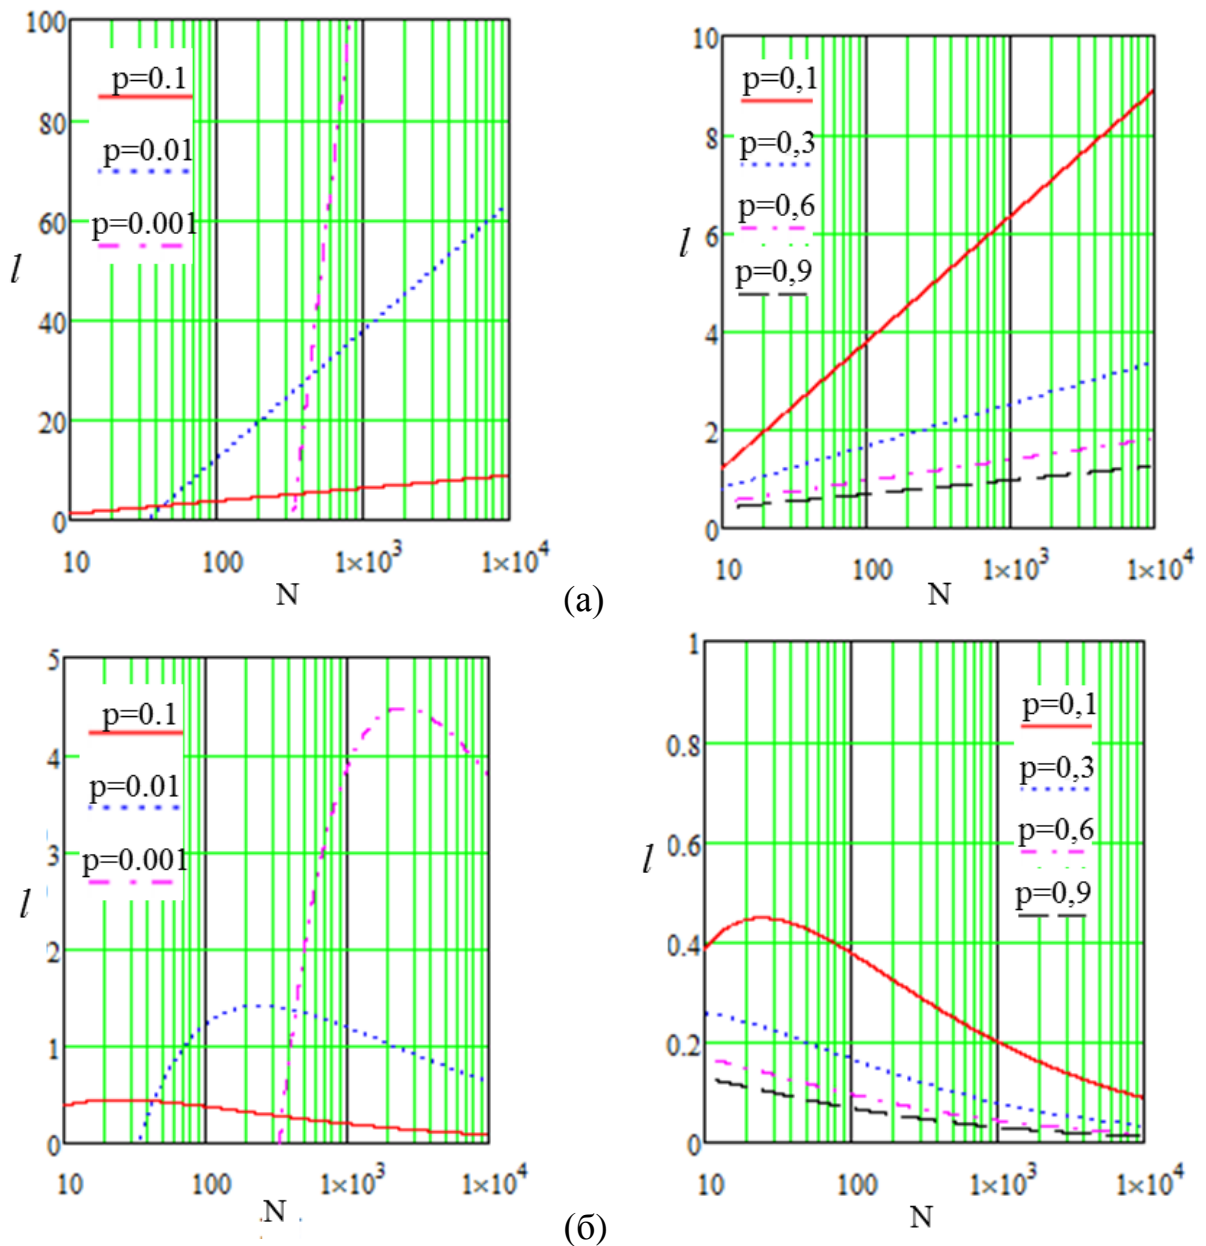 100
80
60
40
20
0
l
p=0.1
p=0.01
p=0.001
10 100 1×10³ 1×10⁴
N
10
8
6
4
2
0
l
p=0,1
p=0,3
p=0,6
p=0,9
10 100 1×10³ 1×10⁴
N
(а)
5
4
3
2
1
0
l
p=0.1
p=0.01
p=0.001
10 100 1×10³ 1×10⁴
N
1
0.8
0.6
0.4
0.2
0
l
p=0,1
p=0,3
p=0,6
p=0,9
10 100 1×10³ 1×10⁴
N
(б)